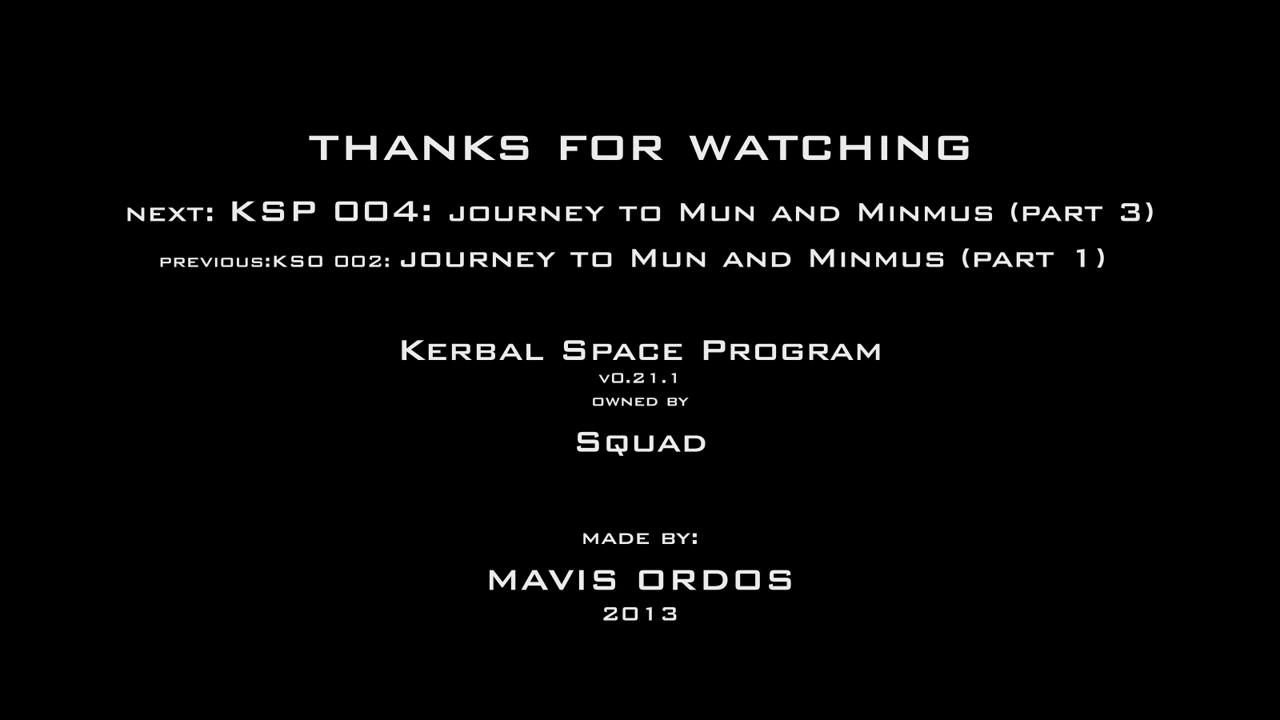 THANKS FOR WATCHING
NEXT: KSP 004: JOURNEY TO MUN AND MINMUS (PART 3)
PREVIOUS:KSO 002: JOURNEY TO MUN AND MINMUS (PART 1)
KERBAL SPACE PROGRAM
V0.21.1
OWNED BY
SQUAD
MADE BY:
MAVIS ORDOS
2013